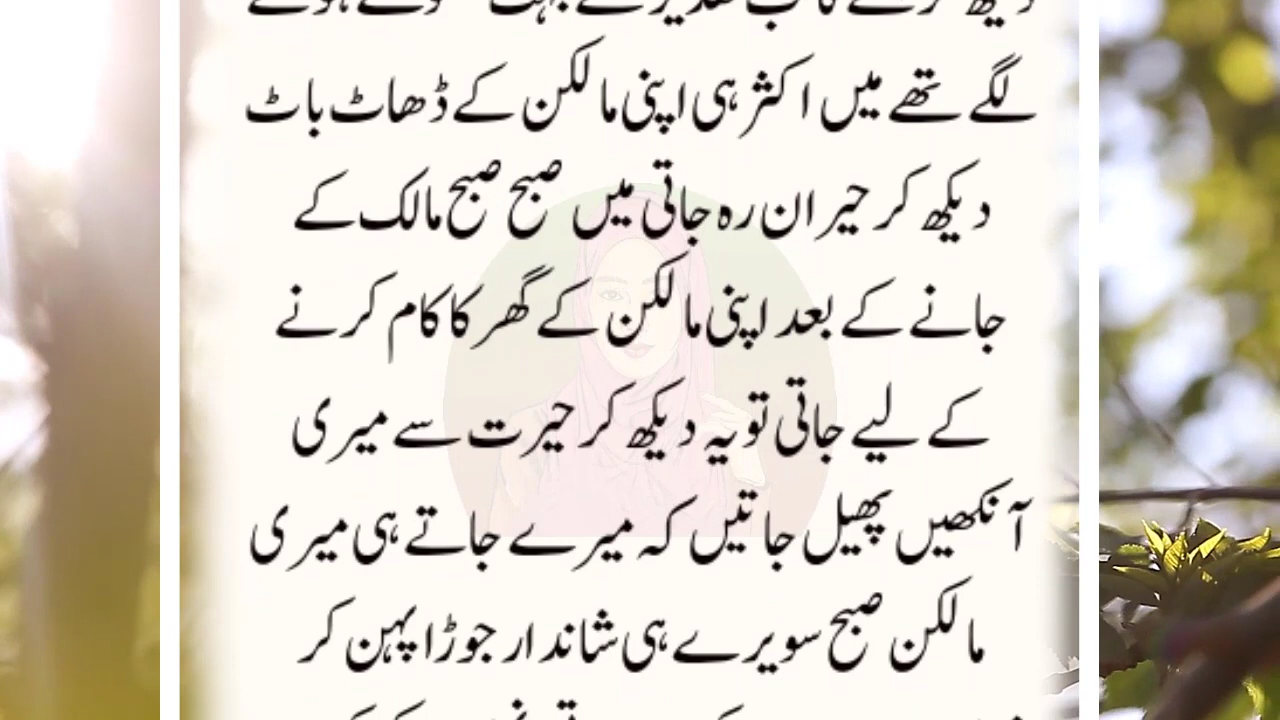 لگے تھے میں اکثر ہی اپنی مالکن کے ڈھاٹ باٹ
دیکھ کر حیران رہ جاتی میں صبح صبح مالک کے
جانے کے بعد اپنی مالکن کے گھر کا کام کرنے
کے لیے جاتی تو یہ دیکھ کر حیرت سے میری
آنکھیں پھیل جاتیں کہ میرے جاتے ہی میری
مالکن صبح سویرے ہی شاندار جوڑا پہن کر